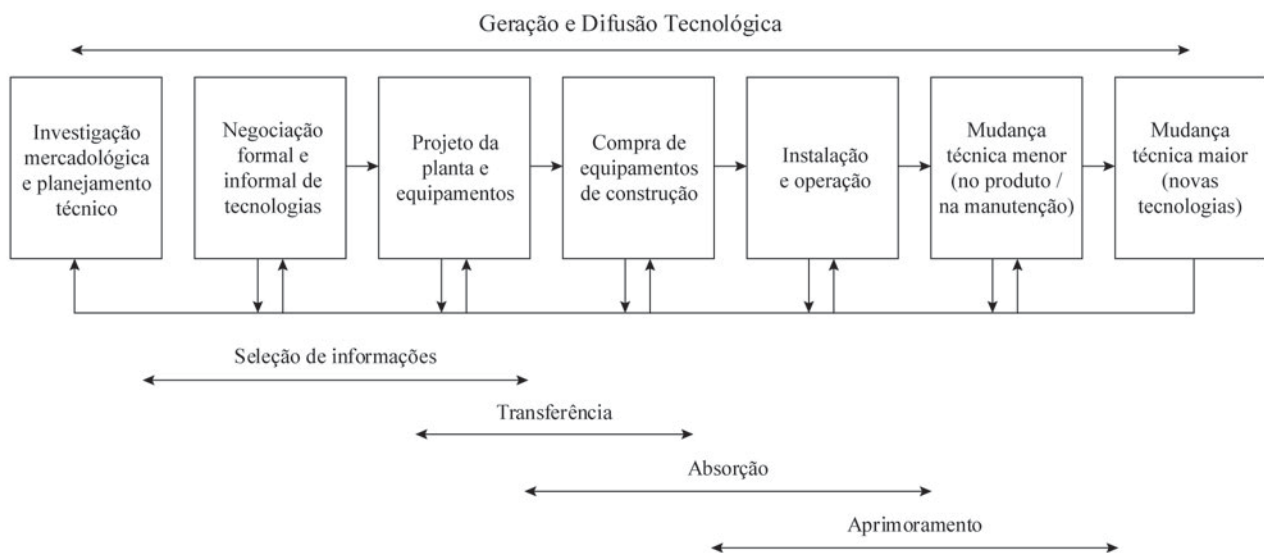 Geração e Difusão Tecnológica
Investigação
mercadológica
e planejamento
técnico
Negociação
formal e
informal de
tecnologias
Projeto da
planta e
equipamentos
Compra de
equipamentos
de construção
Instalação
e operação
Mudança
técnica menor
(no produto /
na manutenção)
Mudança
técnica maior
(novas
tecnologias)
Seleção de informações
Transferência
Absorção
Aprimoramento